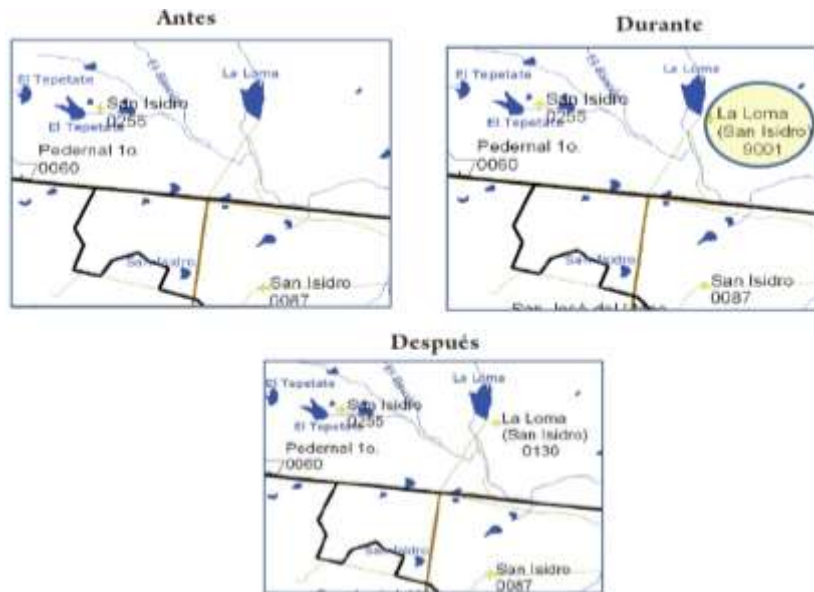 Antes
La Loma
El Tepetate
San Isidro
0255
El Tepetate
Pedernal 1o.
0060
San Isidro
San Isidro
0087
Durante
La Loma
El Tepetate
San Isidro
0255
El Tepetate
La Loma
(San Isidro)
9001
Pedernal 1o.
0060
San Isidro
San Isidro
0087
Después
La Loma
El Tepetate
San Isidro
0255
El Tepetate
La Loma
(San Isidro)
0130
Pedernal 1o.
0060
San Isidro
San Isidro
0087